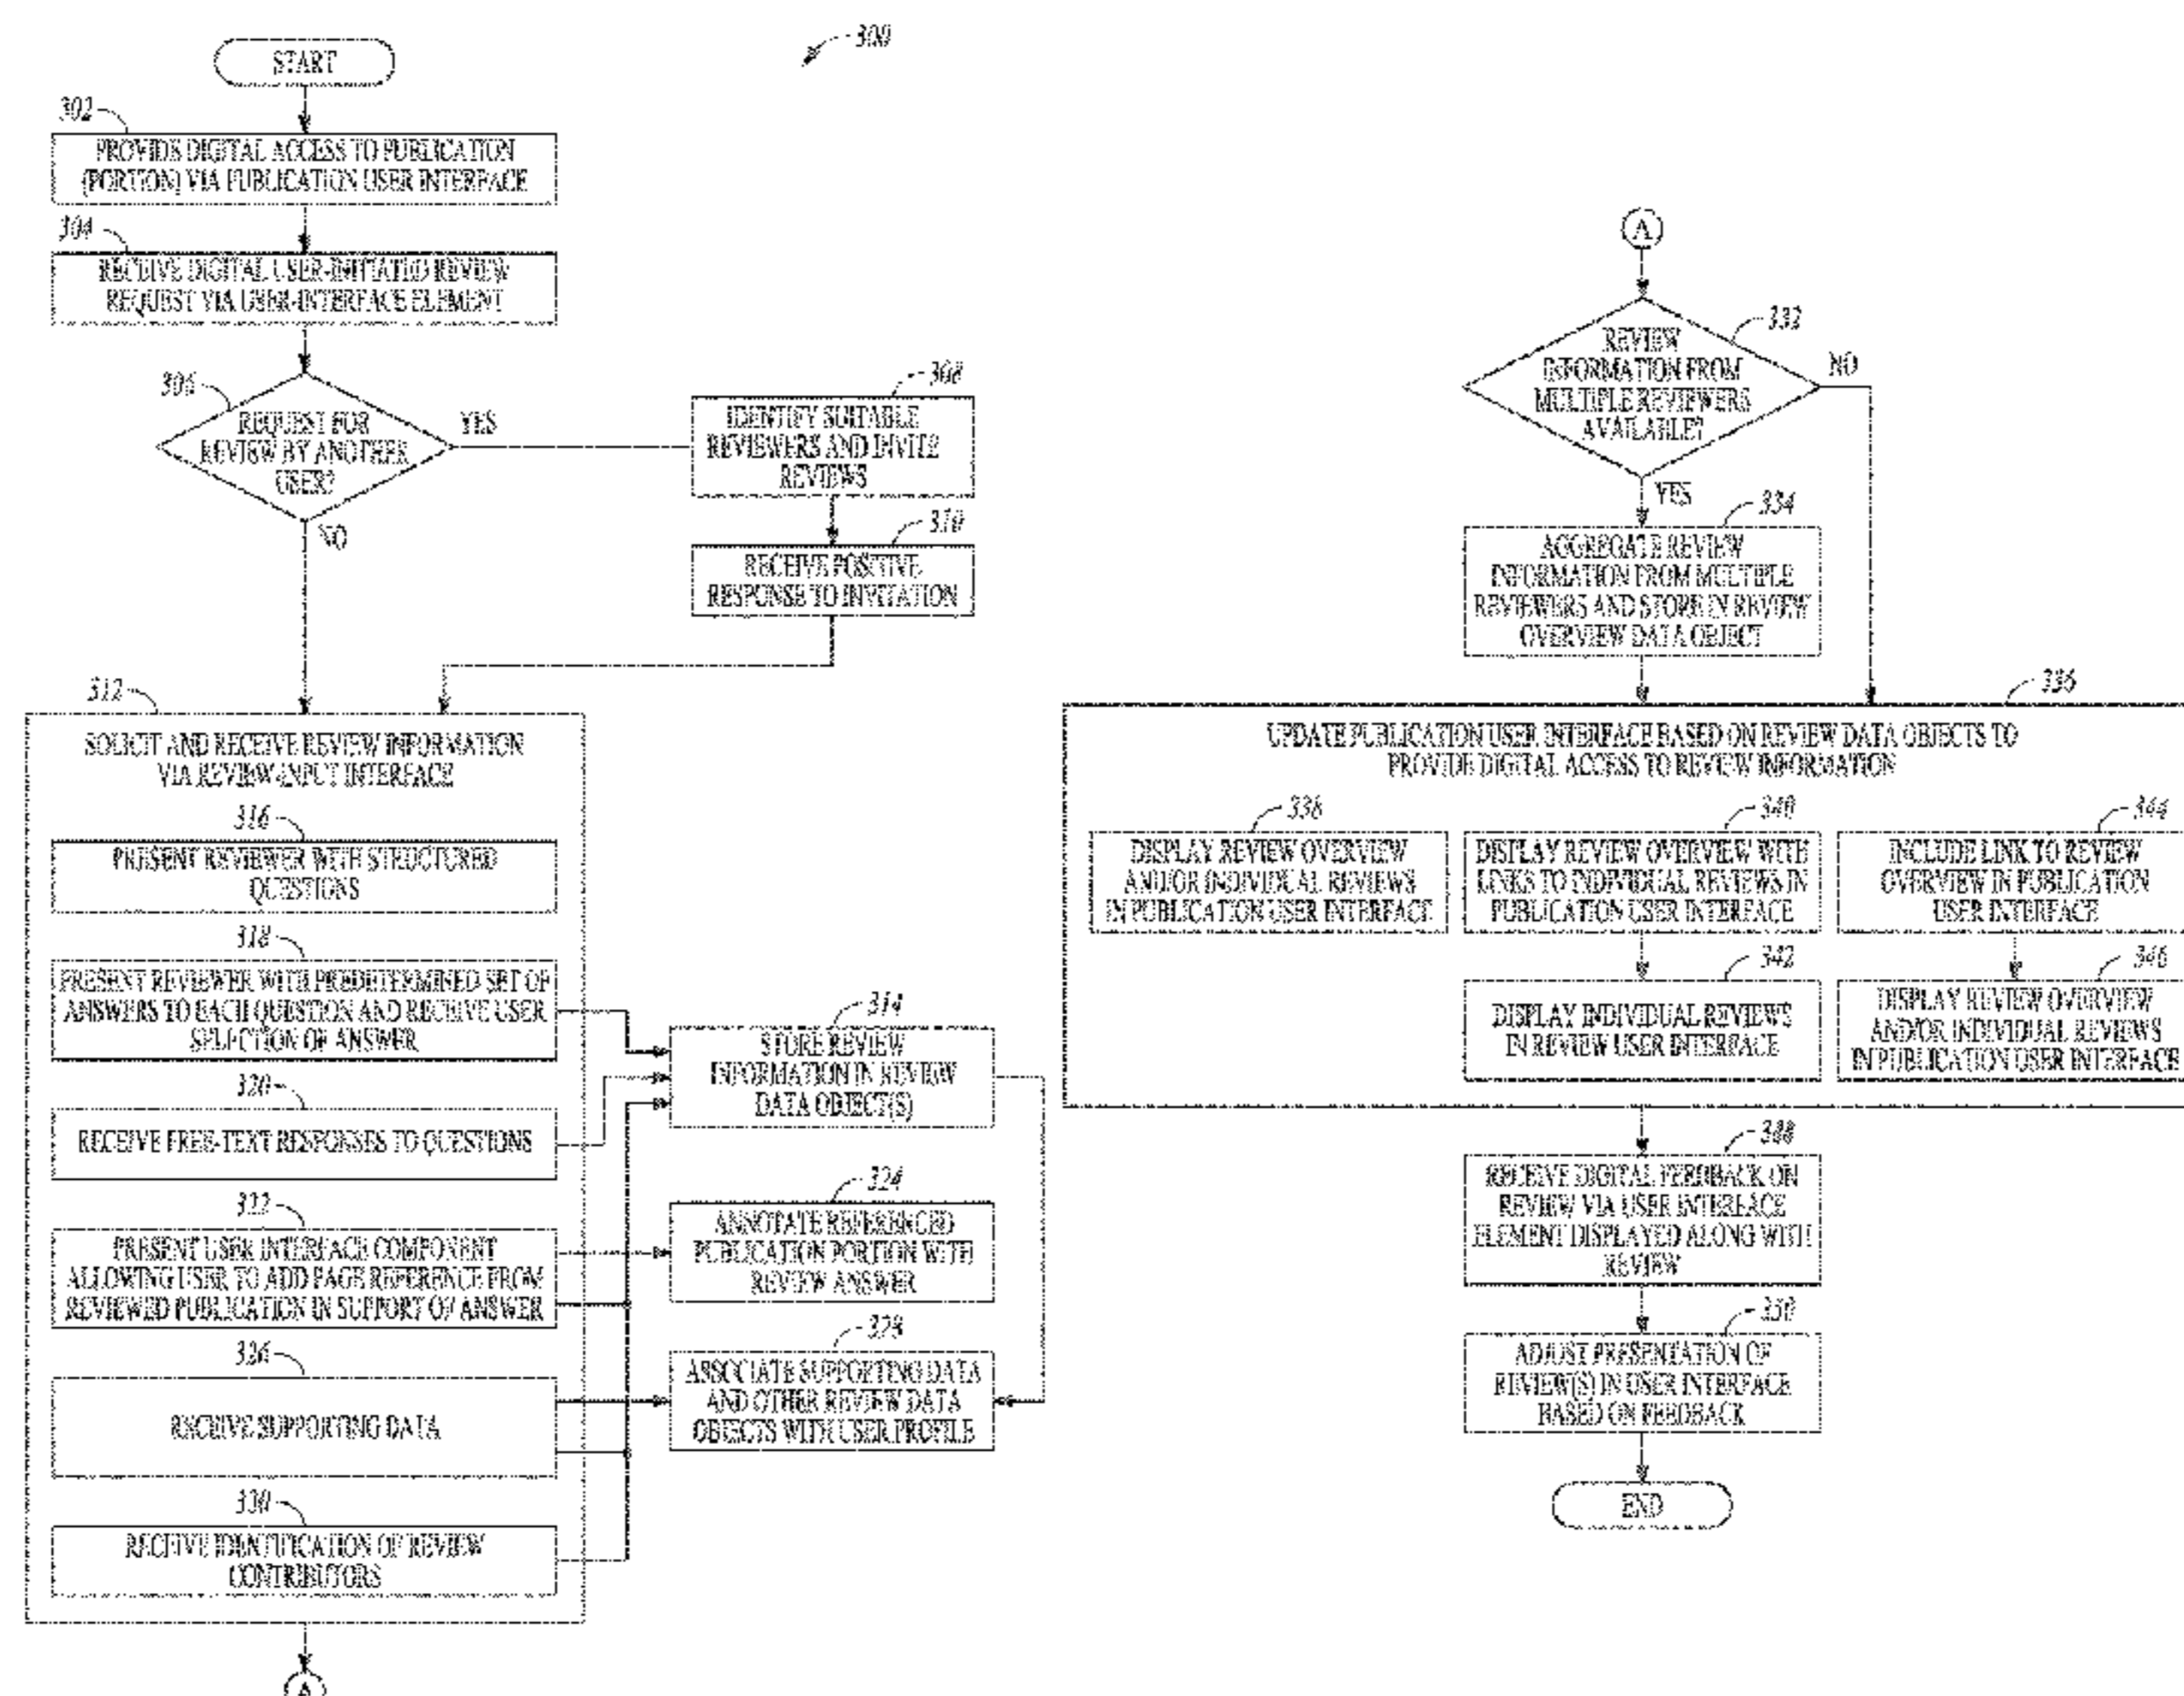 300
START
302
PROVIDE DIGITAL ACCESS TO PUBLICATION
(PORTION) VIA PUBLICATION USER INTERFACE
304
RECEIVE DIGITAL USER-INITIATED REVIEW
REQUEST VIA USER-INTERFACE ELEMENT
306
REQUEST FOR
REVIEW BY ANOTHER
USER?
YES
NO
308
IDENTIFY SUITABLE
REVIEWERS AND INVITE
REVIEWS
310
RECEIVE POSITIVE
RESPONSE TO INVITATION
312
SOLICIT AND RECEIVE REVIEW INFORMATION
VIA REVIEW-INPUT INTERFACE
316
PRESENT REVIEWER WITH STRUCTURED
QUESTIONS
318
PRESENT REVIEWER WITH PREDETERMINED SET OF
ANSWERS TO EACH QUESTION AND RECEIVE USER
SELECTION OF ANSWER
320
RECEIVE FREE-TEXT RESPONSES TO QUESTIONS
322
PRESENT USER INTERFACE COMPONENT
ALLOWING USER TO ADD PAGE REFERENCE FROM
REVIEWED PUBLICATION IN SUPPORT OF ANSWER
326
RECEIVE SUPPORTING DATA
330
RECEIVE IDENTIFICATION OF REVIEW
CONTRIBUTORS
A
314
STORE REVIEW
INFORMATION IN REVIEW
DATA OBJECT(S)
324
ANNOTATE REFERENCED
PUBLICATION PORTION WITH
REVIEW ANSWER
328
ASSOCIATE SUPPORTING DATA
AND OTHER REVIEW DATA
OBJECTS WITH USER PROFILE
A
332
REVIEW
INFORMATION FROM
MULTIPLE REVIEWERS
AVAILABLE?
NO
YES
334
AGGREGATE REVIEW
INFORMATION FROM MULTIPLE
REVIEWERS AND STORE IN REVIEW
OVERVIEW DATA OBJECT
336
UPDATE PUBLICATION USER INTERFACE BASED ON REVIEW DATA OBJECTS TO
PROVIDE DIGITAL ACCESS TO REVIEW INFORMATION
338
DISPLAY REVIEW OVERVIEW
AND/OR INDIVIDUAL REVIEWS
IN PUBLICATION USER INTERFACE
340
DISPLAY REVIEW OVERVIEW WITH
LINKS TO INDIVIDUAL REVIEWS IN
PUBLICATION USER INTERFACE
344
INCLUDE LINK TO REVIEW
OVERVIEW IN PUBLICATION
USER INTERFACE
342
DISPLAY INDIVIDUAL REVIEWS
IN REVIEW USER INTERFACE
346
DISPLAY REVIEW OVERVIEW
AND/OR INDIVIDUAL REVIEWS
IN PUBLICATION USER INTERFACE
388
RECEIVE DIGITAL FEEDBACK ON
REVIEW VIA USER INTERFACE
ELEMENT DISPLAYED ALONG WITH
REVIEW
350
ADJUST PRESENTATION OF
REVIEW(S) IN USER INTERFACE
BASED ON FEEDBACK
END